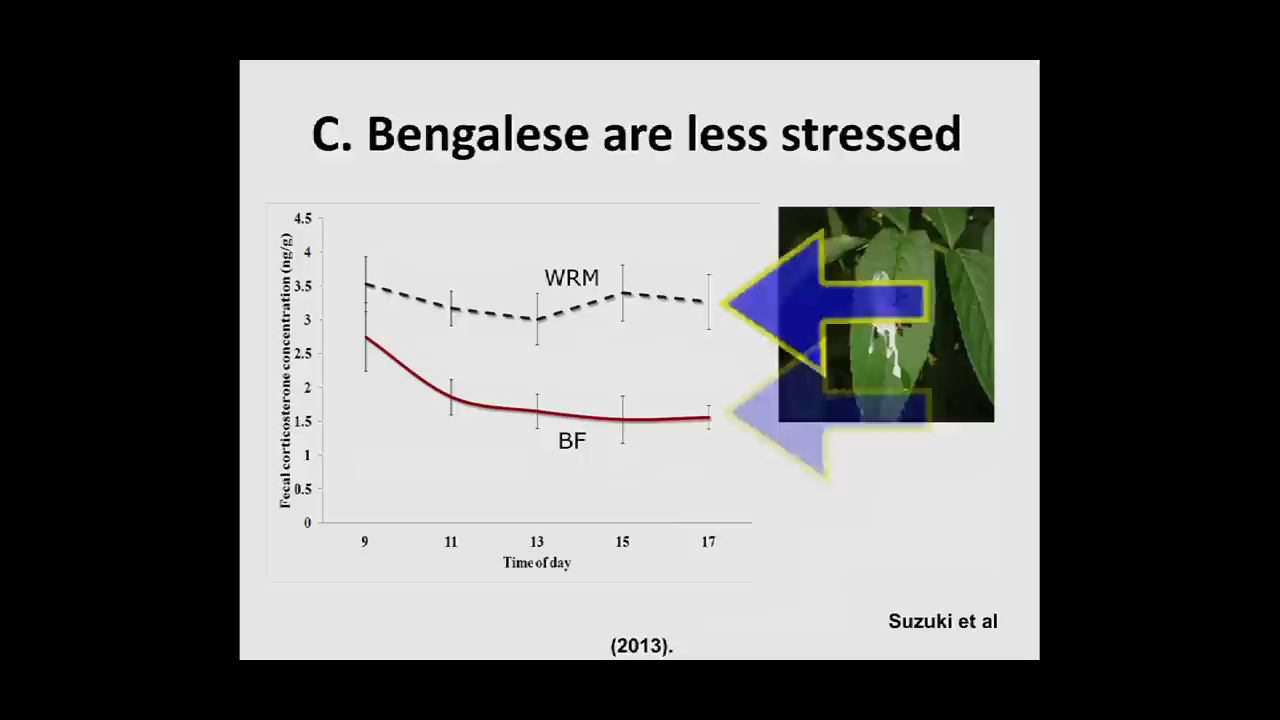 C. Bengalese are less stressed
Fecal corticosterone concentration (ng/g)
4.5
4
3.5
3
2.5
2
1.5
1
0.5
0
WRM
BF
9 11 13 15 17
Time of day
Suzuki et al
(2013).